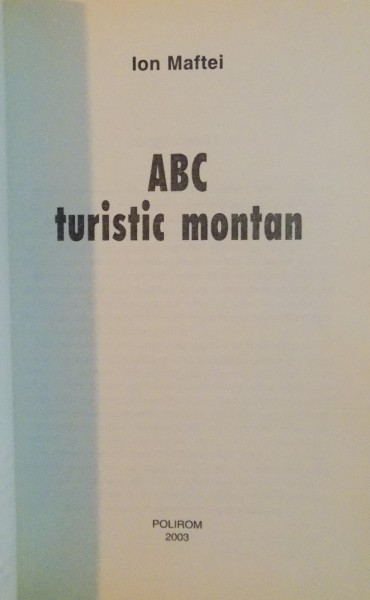 Ion Maftei
ABC
turistic montan
POLIROM
2003